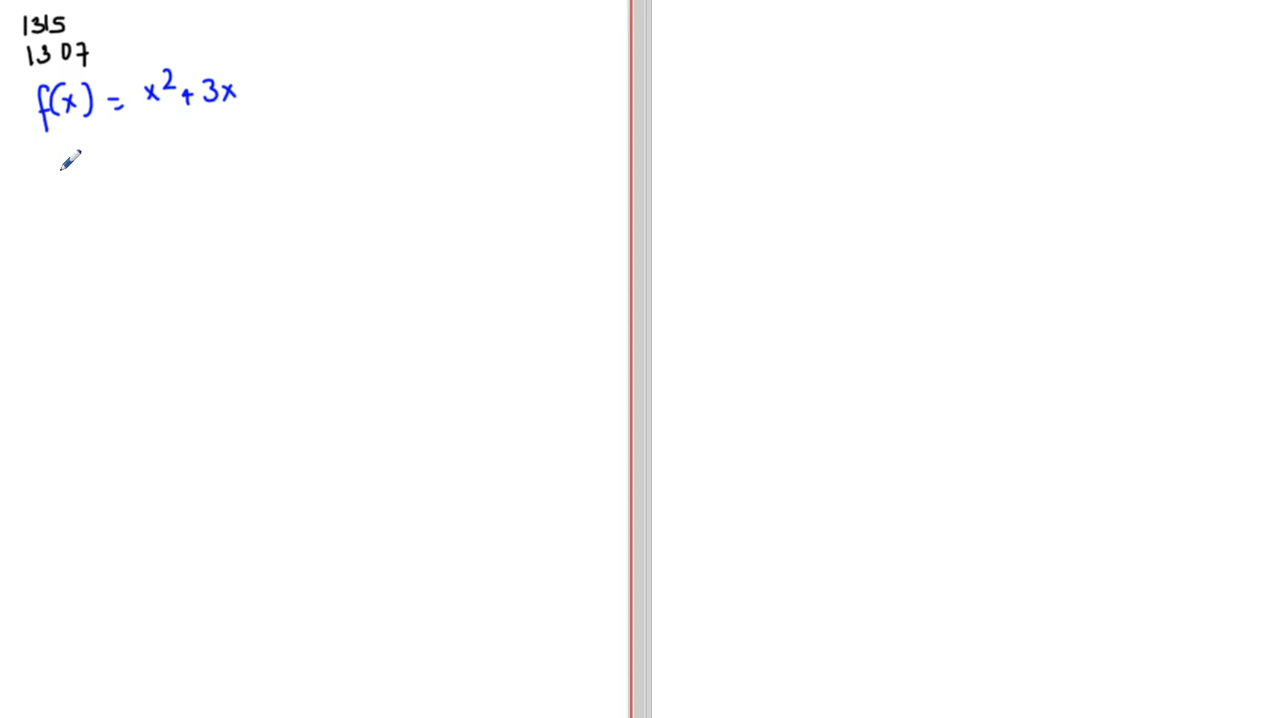 1315
1307
f(x) = x² + 3x